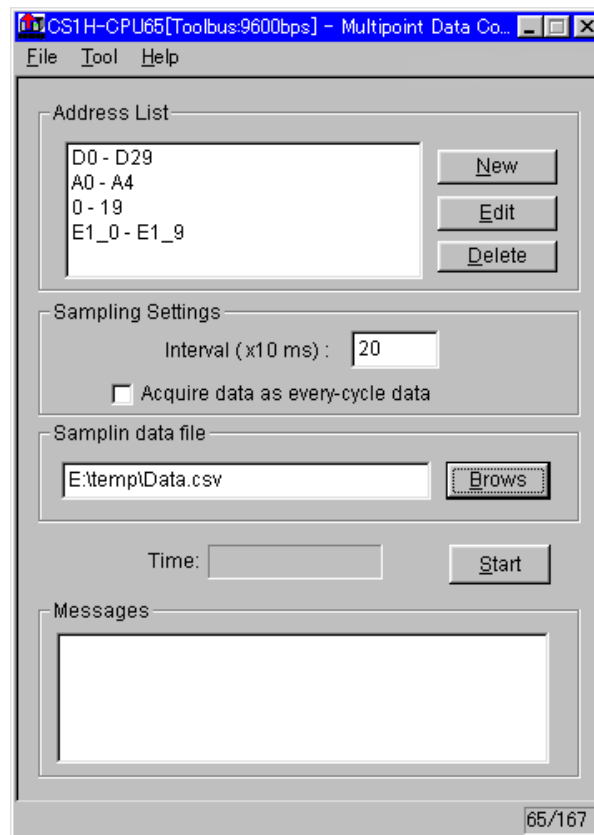 CS1H-CPU65[Toolbus:9600bps] - Multipoint Data Co...
File Tool Help
Address List
D0 - D29
A0 - A4
0 - 19
E1_0 - E1_9
New
Edit
Delete
Sampling Settings
Interval (x10 ms) : 20
Acquire data as every-cycle data
Samplin data file
E:\temp\Data.csv
Brows
Time:
Start
Messages
65/167